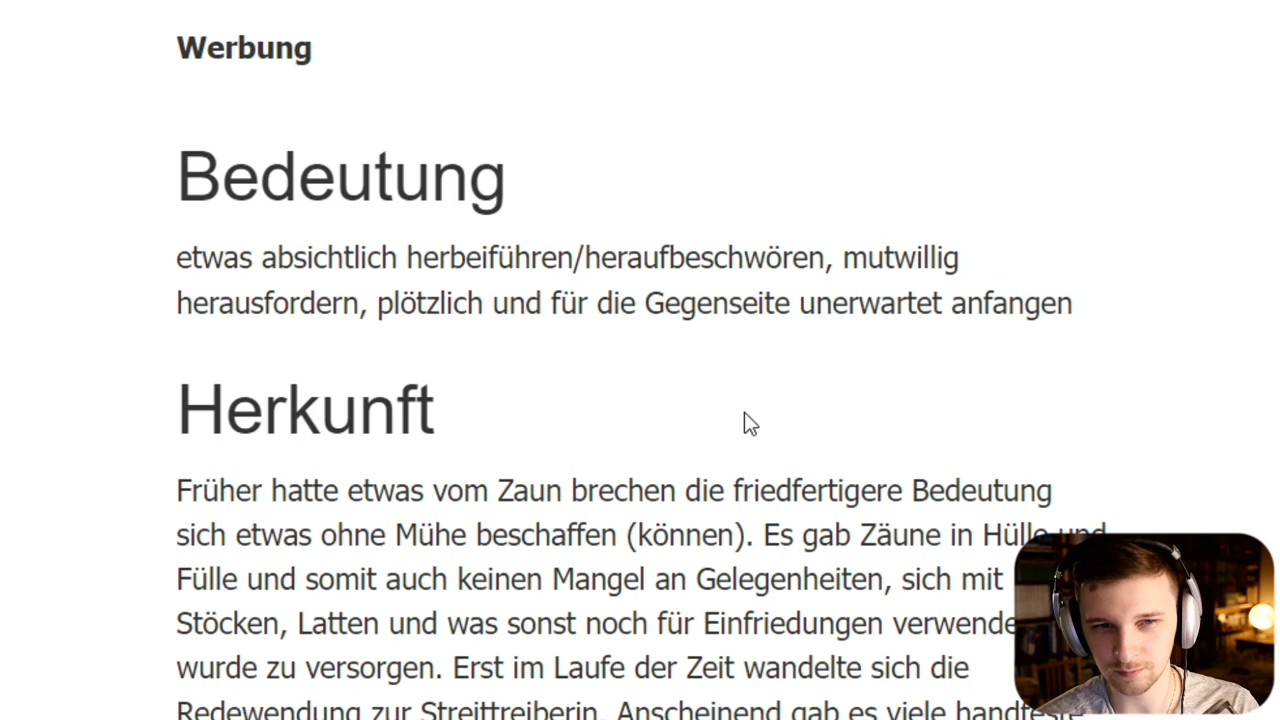 Werbung
Bedeutung
etwas absichtlich herbeiführen/heraufbeschwören, mutwillig
herausfordern, plötzlich und für die Gegenseite unerwartet anfangen
Herkunft
Früher hatte etwas vom Zaun brechen die friedfertigere Bedeutung
sich etwas ohne Mühe beschaffen (können). Es gab Zäune in Hülle und
Fülle und somit auch keinen Mangel an Gelegenheiten, sich mit
Stöcken, Latten und was sonst noch für Einfriedungen
wurde zu versorgen. Erst im Laufe der Zeit wandelte sich die
Redewendung zur Streittreiberin. Anscheinend gab es viele handfeste